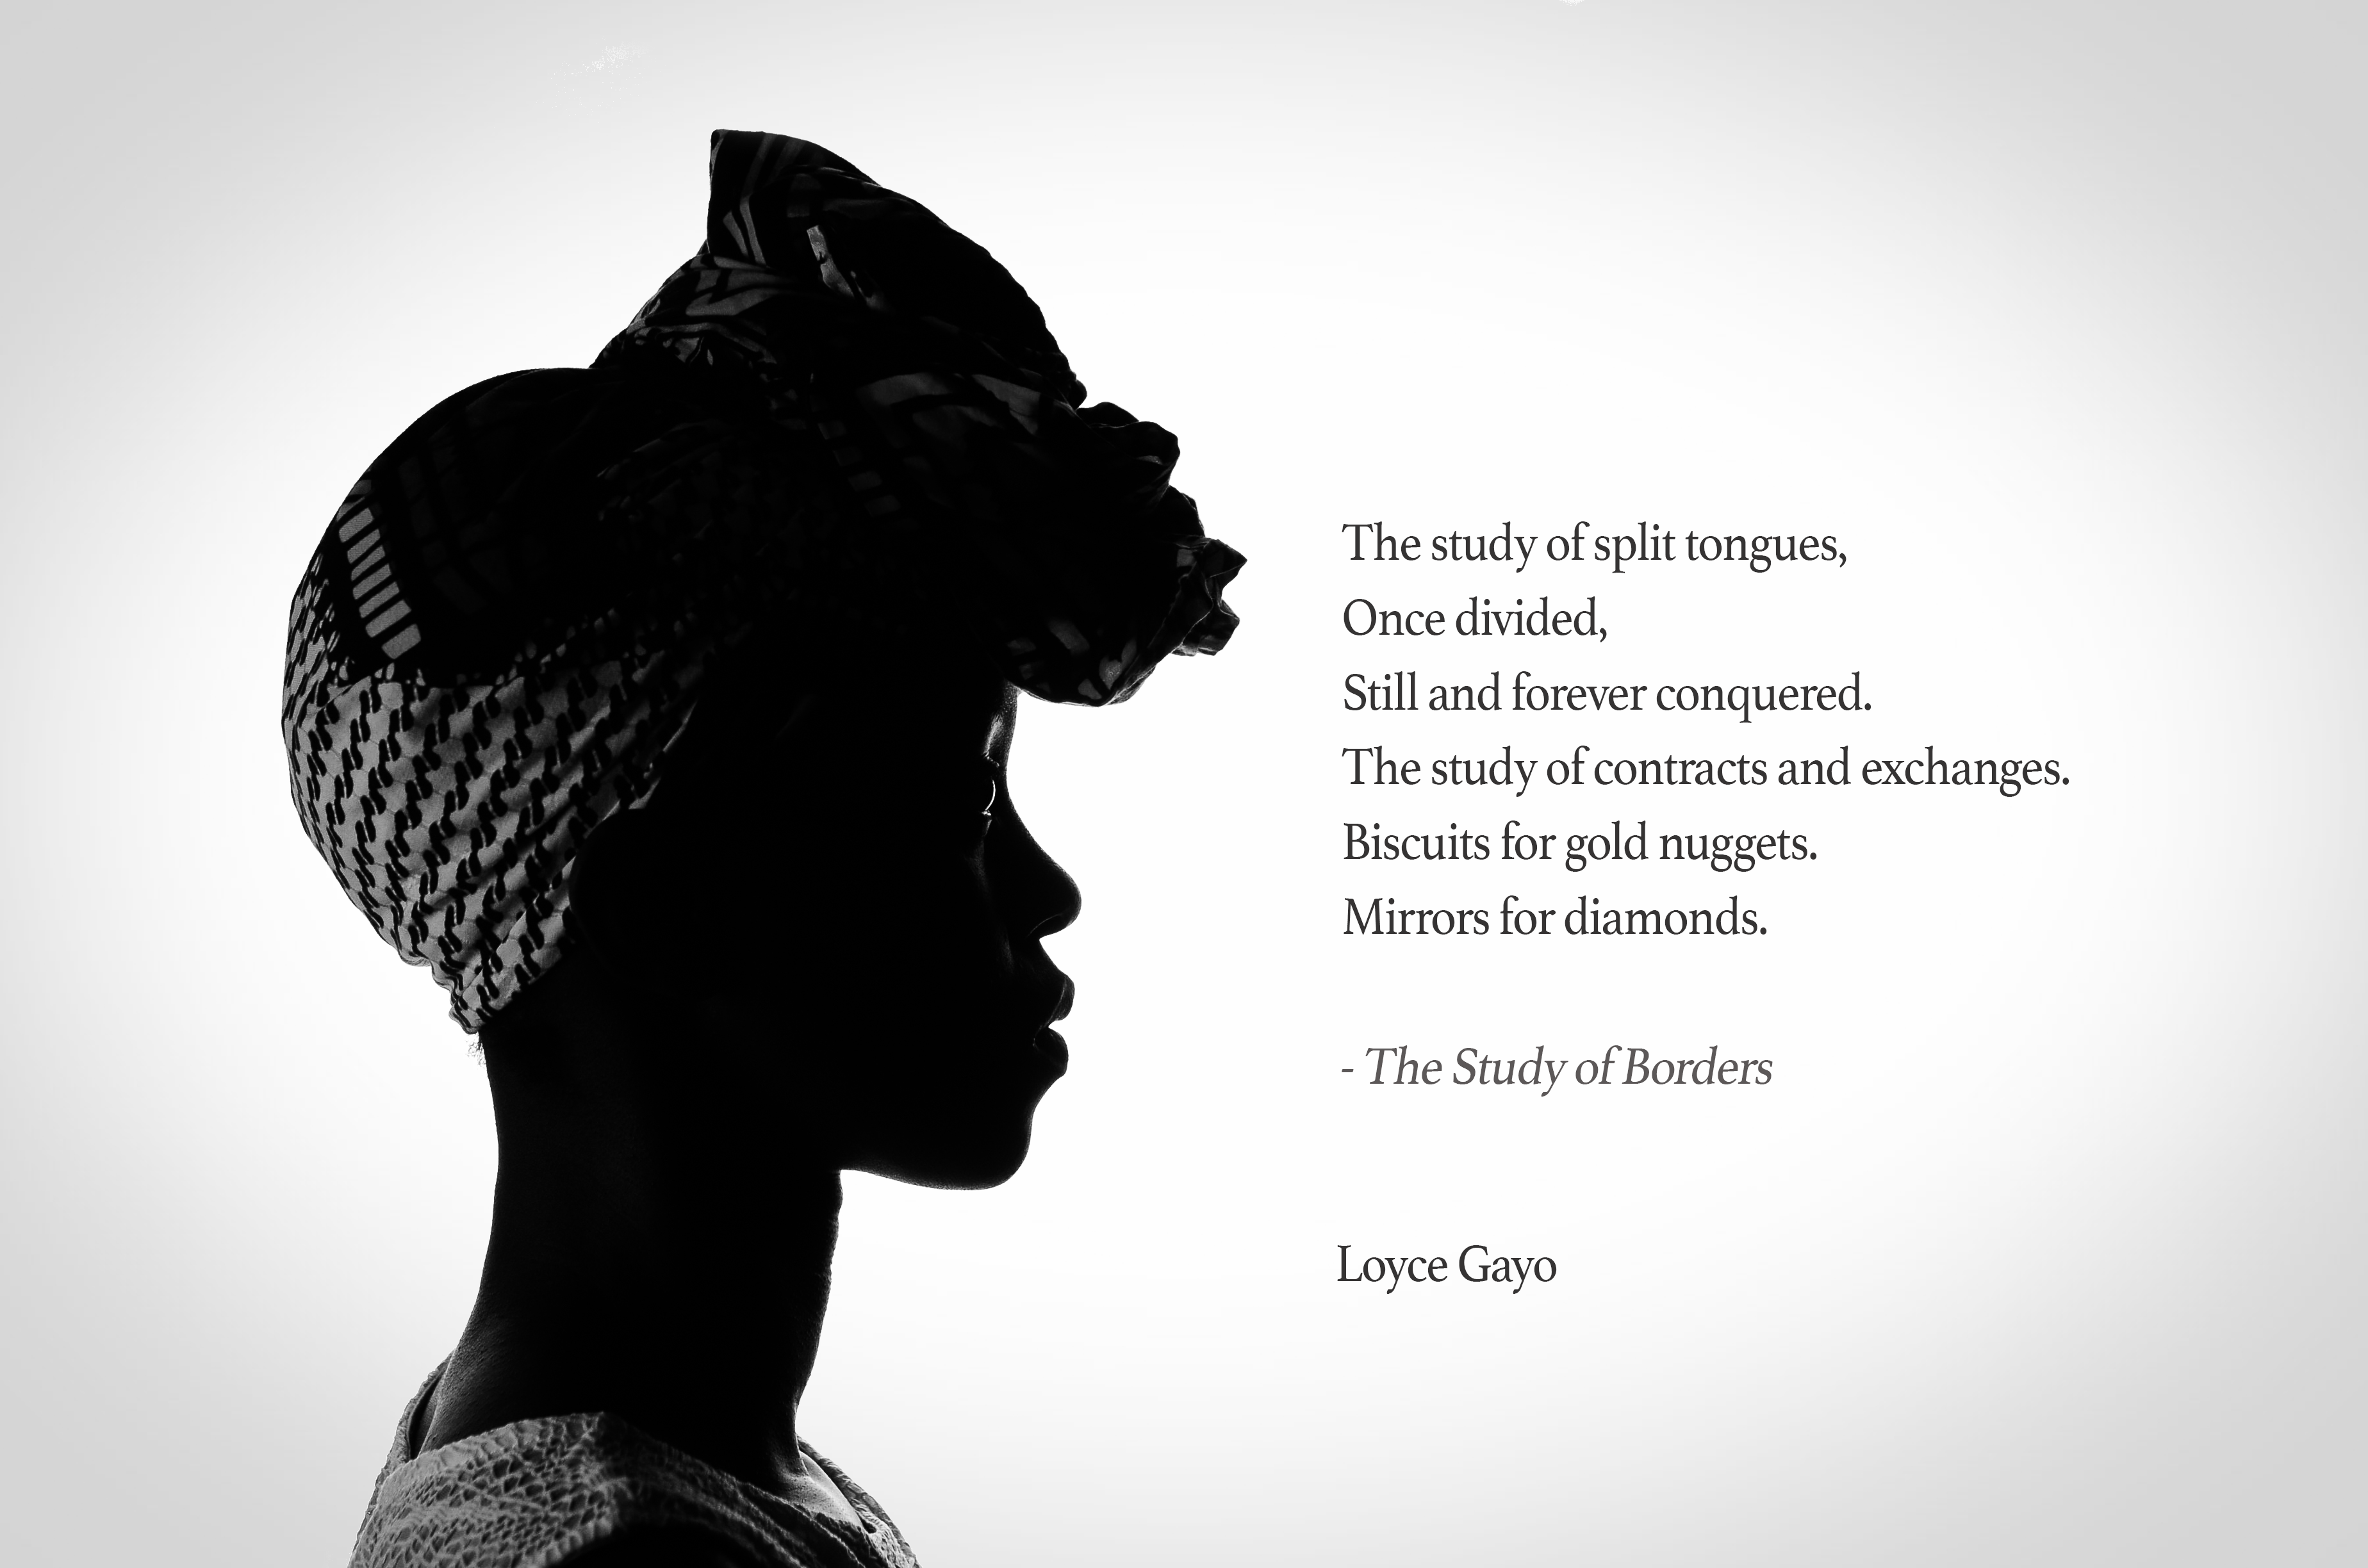 The study of split tongues,
Once divided,
Still and forever conquered.
The study of contracts and exchanges.
Biscuits for gold nuggets.
Mirrors for diamonds.
- The Study of Borders
Loyce Gayo